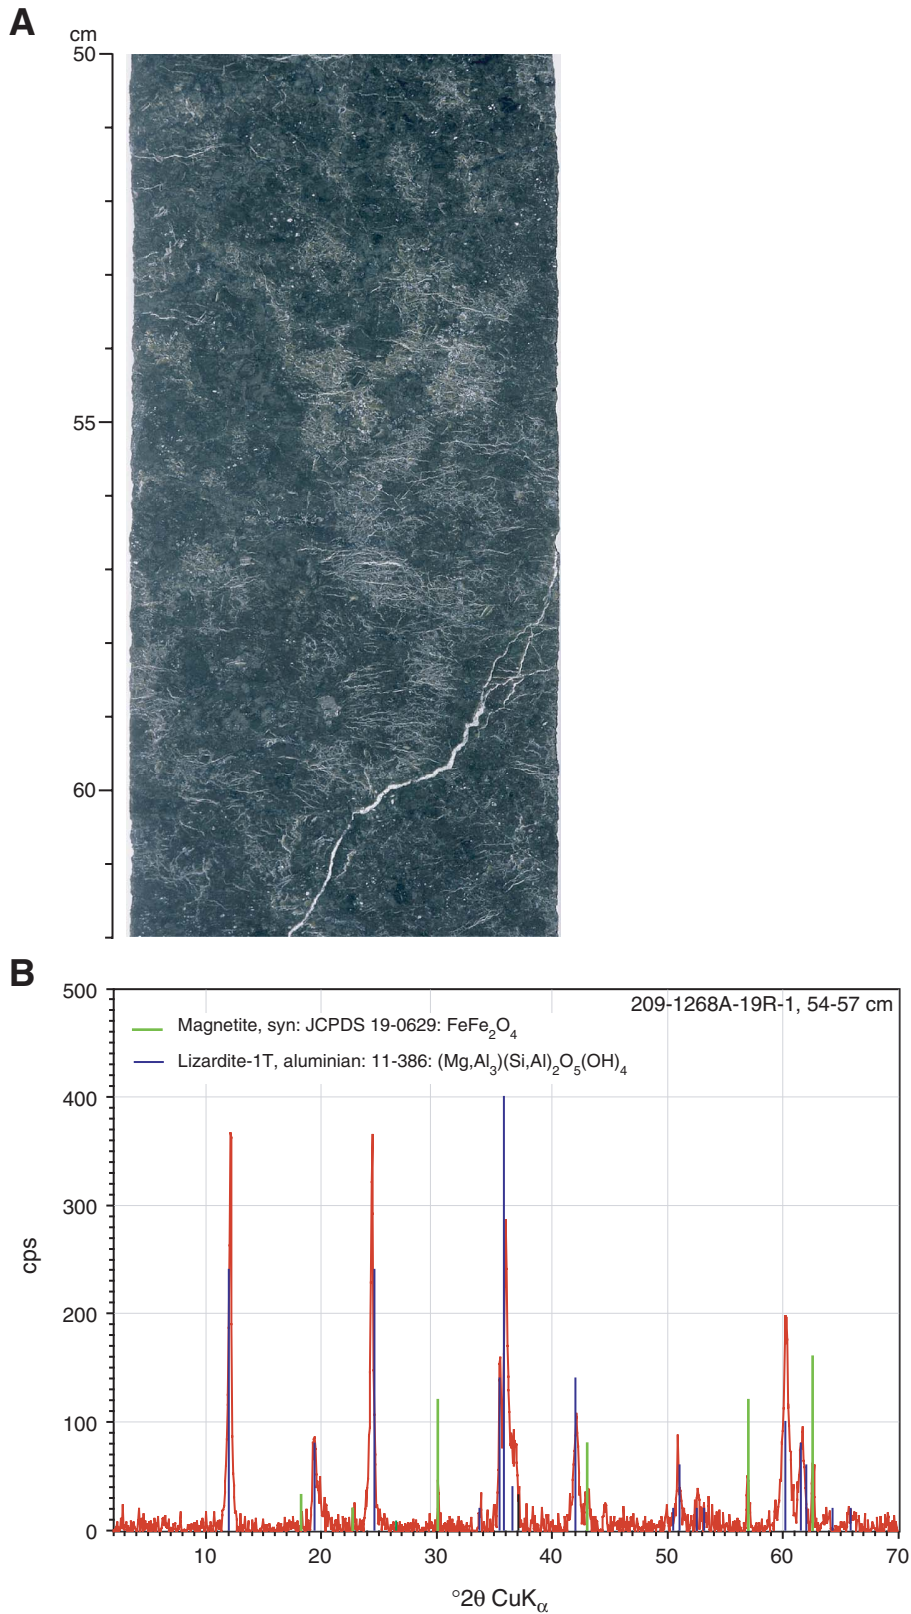 A
cm
50
55
60
B
500
209-1268A-19R-1, 54-57 cm
Magnetite, syn: JCPDS 19-0629: FeFe2O4
Lizardite-1T, aluminian: 11-386: (Mg,Al3)(Si,Al)2O5(OH)4
400
300
cps
200
100
0
10 20 30 40 50 60 70
°2θ CuKα